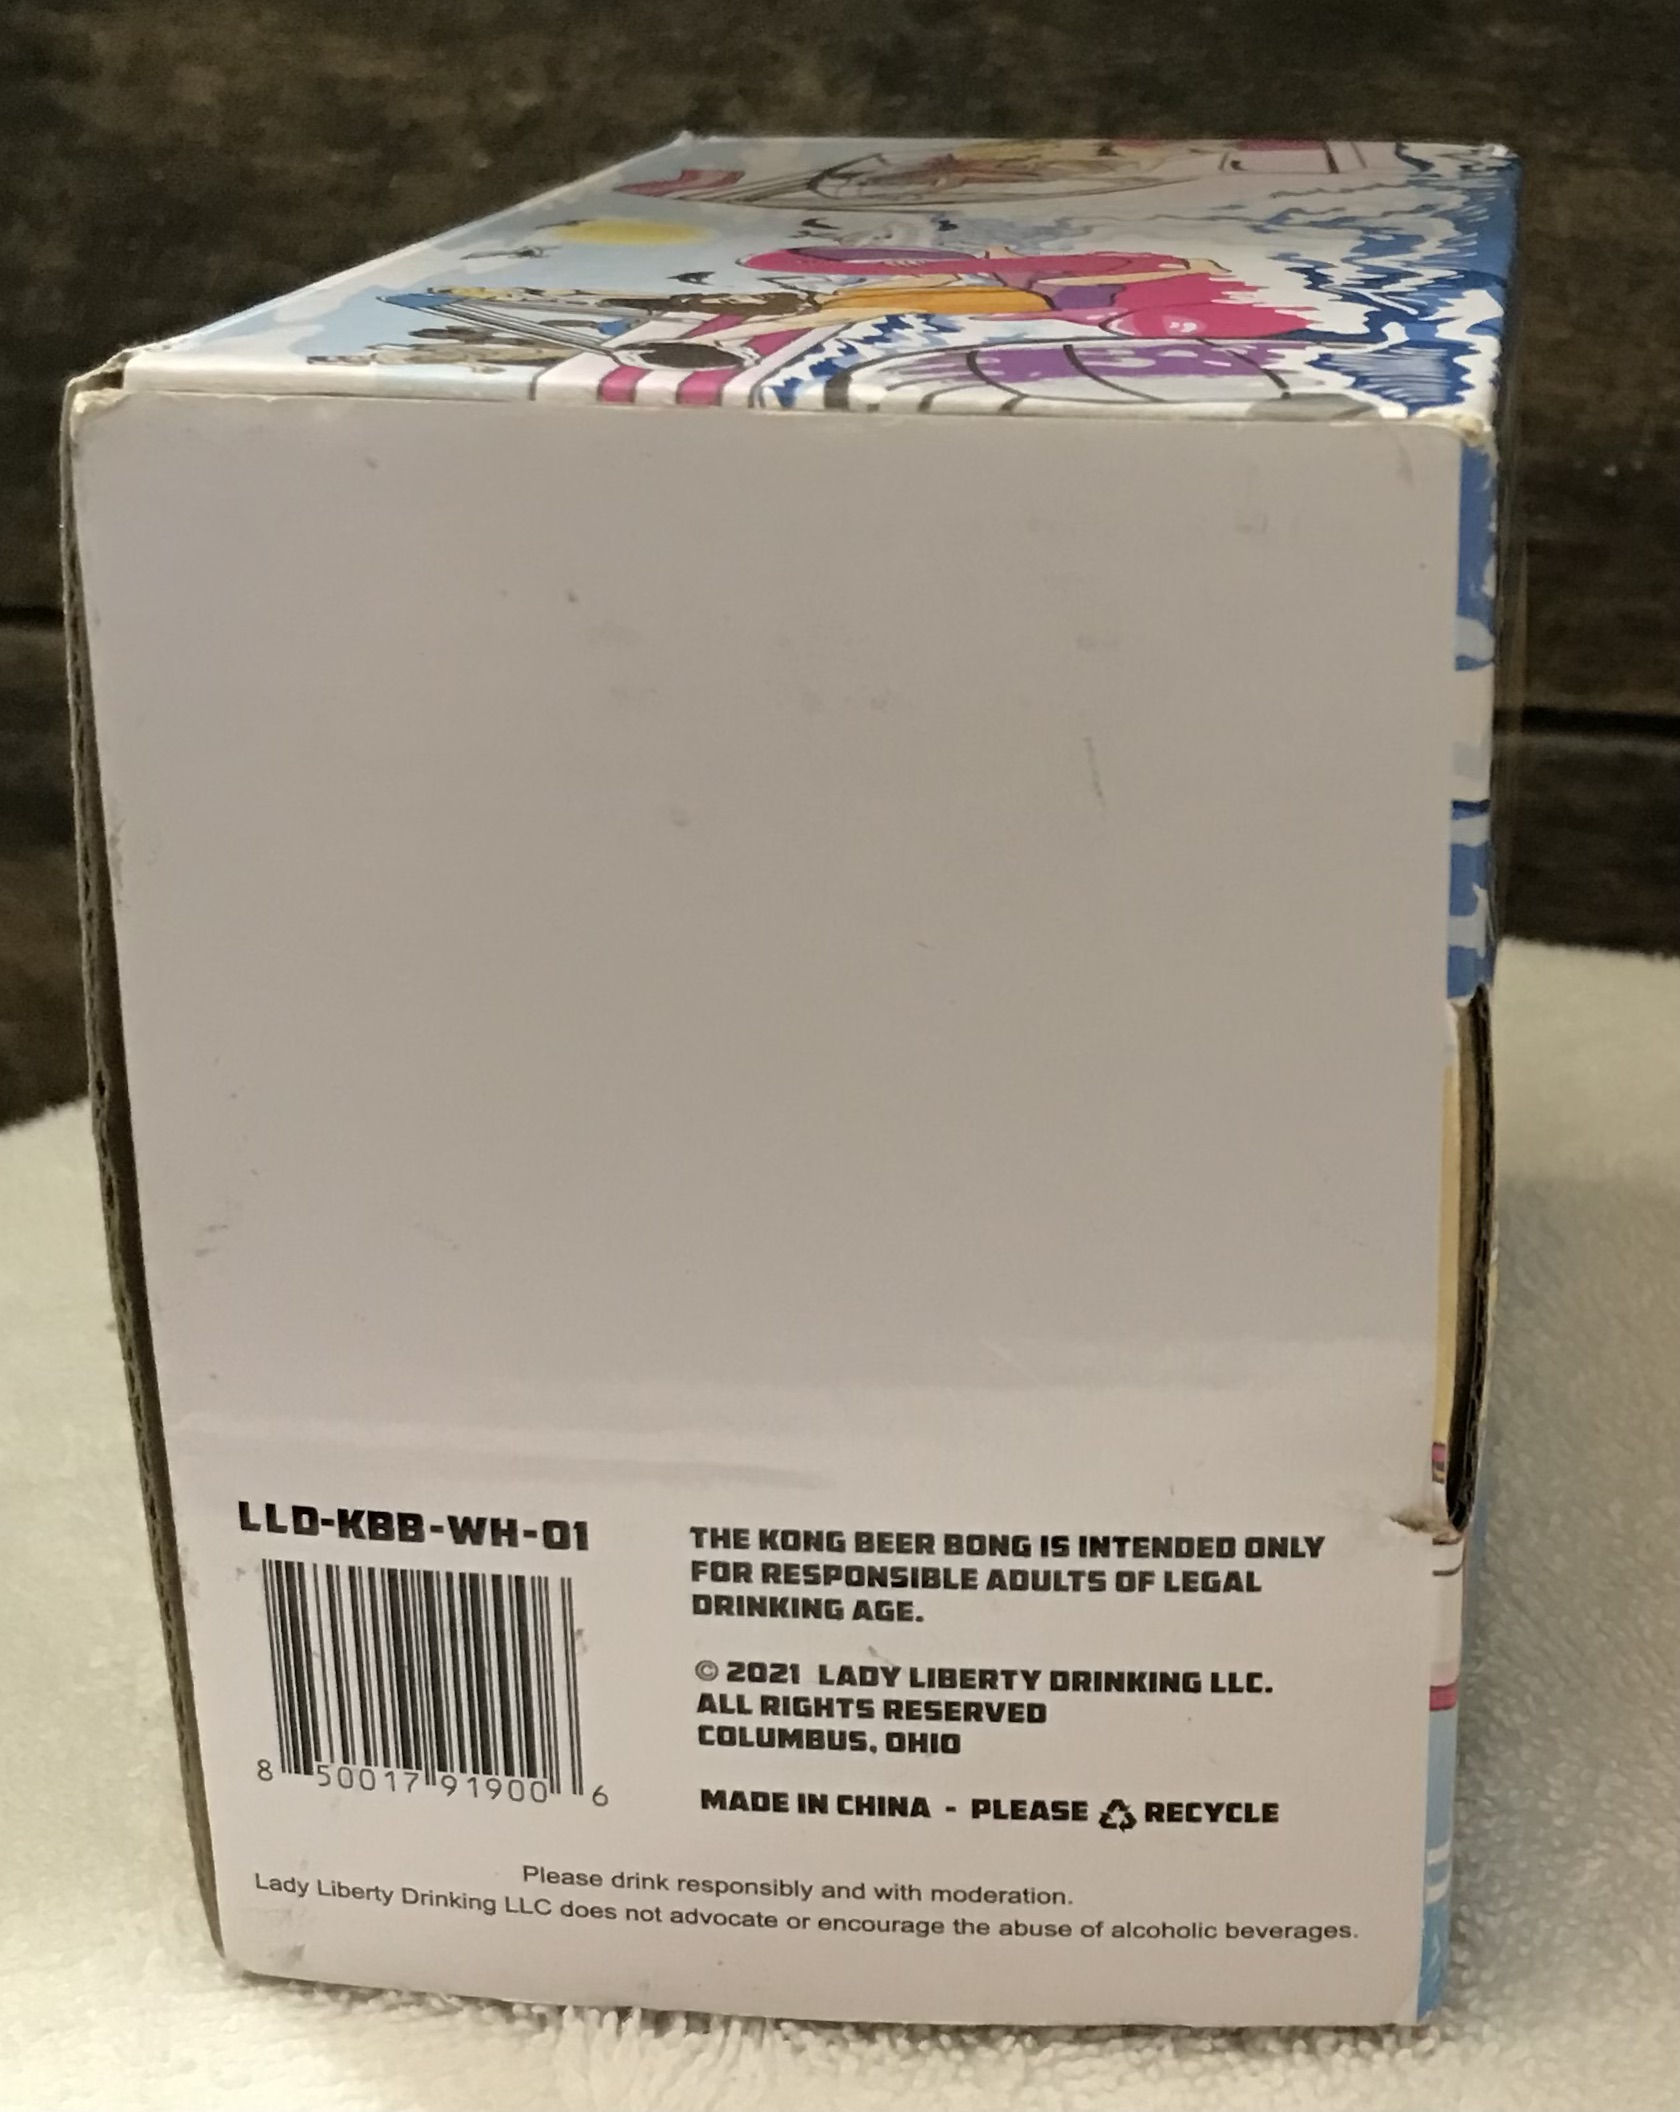 LLD-KBB-WH-01
8 50017 91900 6
THE KONG BEER BONG IS INTENDED ONLY
FOR RESPONSIBLE ADULTS OF LEGAL
DRINKING AGE.
© 2021 LADY LIBERTY DRINKING LLC.
ALL RIGHTS RESERVED
COLUMBUS, OHIO
MADE IN CHINA - PLEASE ♻ RECYCLE
Please drink responsibly and with moderation.
Lady Liberty Drinking LLC does not advocate or encourage the abuse of alcoholic beverages.